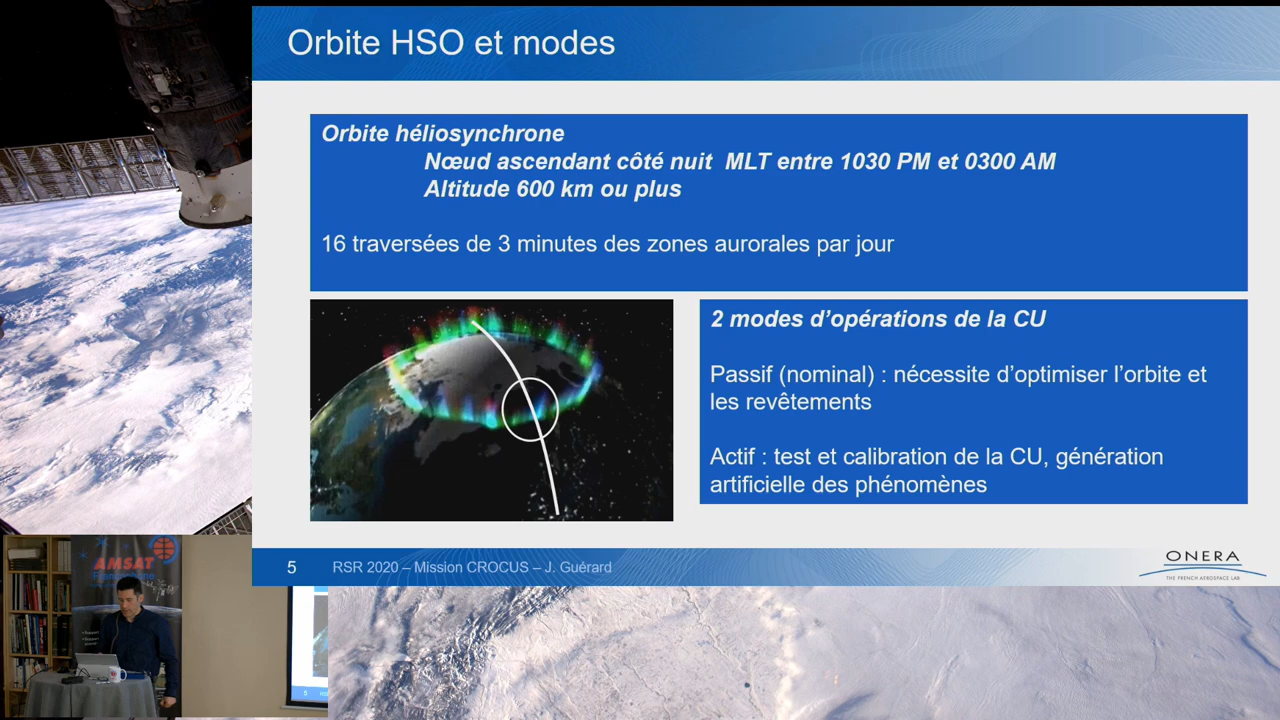 Orbite HSO et modes
Orbite héliosynchrone
Nœud ascendant côté nuit MLT entre 1030 PM et 0300 AM
Altitude 600 km ou plus
16 traversées de 3 minutes des zones aurorales par jour
2 modes d'opérations de la CU
Passif (nominal) : nécessite d'optimiser l'orbite et
les revêtements
Actif : test et calibration de la CU, génération
artificielle des phénomènes
5 RSR 2020 – Mission CROCUS – J. Guérard
ONERA
THE FRENCH AEROSPACE LAB
AMSAT
5